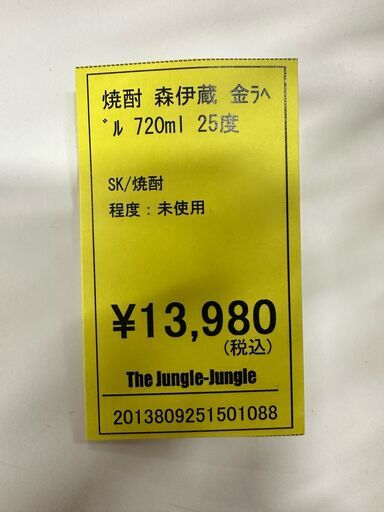 焼酎 森伊蔵 金ﾗﾍ
ﾞﾙ 720ml 25度
SK/焼酎
程度：未使用
¥13,980
(税込)
The Jungle-Jungle
2013809251501088